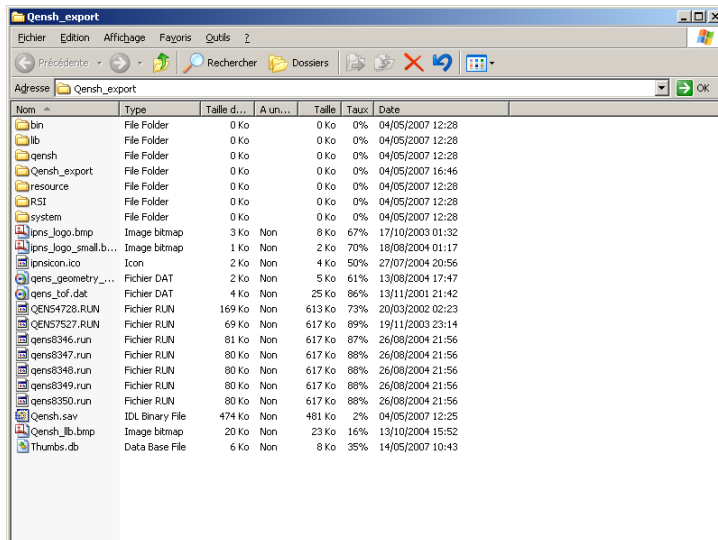 Qensh_export
Fichier Edition Affichage Favoris Outils ?
Précédente Rechercher Dossiers
Adresse Qensh_export OK
Nom Type Taille d... A un... Taille Taux Date
bin File Folder 0 Ko 0 Ko 0% 04/05/2007 12:28
lib File Folder 0 Ko 0 Ko 0% 04/05/2007 12:28
qensh File Folder 0 Ko 0 Ko 0% 04/05/2007 12:28
Qensh_export File Folder 0 Ko 0 Ko 0% 04/05/2007 16:46
resource File Folder 0 Ko 0 Ko 0% 04/05/2007 12:28
RSI File Folder 0 Ko 0 Ko 0% 04/05/2007 12:28
system File Folder 0 Ko 0 Ko 0% 04/05/2007 12:28
ipns_logo.bmp Image bitmap 3 Ko Non 8 Ko 67% 17/10/2003 01:32
ipns_logo_small.b... Image bitmap 1 Ko Non 2 Ko 70% 18/08/2004 01:17
ipnsicon.ico Icon 2 Ko Non 4 Ko 50% 27/07/2004 20:56
qens_geometry_... Fichier DAT 2 Ko Non 5 Ko 61% 13/08/2004 17:47
qens_tof.dat Fichier DAT 4 Ko Non 25 Ko 86% 13/11/2001 21:42
QENS4728.RUN Fichier RUN 169 Ko Non 613 Ko 73% 20/03/2002 02:23
QENS7527.RUN Fichier RUN 69 Ko Non 617 Ko 89% 19/11/2003 23:14
qens8346.run Fichier RUN 81 Ko Non 617 Ko 87% 26/08/2004 21:56
qens8347.run Fichier RUN 80 Ko Non 617 Ko 88% 26/08/2004 21:56
qens8348.run Fichier RUN 80 Ko Non 617 Ko 88% 26/08/2004 21:56
qens8349.run Fichier RUN 80 Ko Non 617 Ko 88% 26/08/2004 21:56
qens8350.run Fichier RUN 80 Ko Non 617 Ko 88% 26/08/2004 21:56
Qensh.sav IDL Binary File 474 Ko Non 481 Ko 2% 04/05/2007 12:25
Qensh_llb.bmp Image bitmap 20 Ko Non 23 Ko 16% 13/10/2004 15:52
Thumbs.db Data Base File 6 Ko Non 8 Ko 35% 14/05/2007 10:43